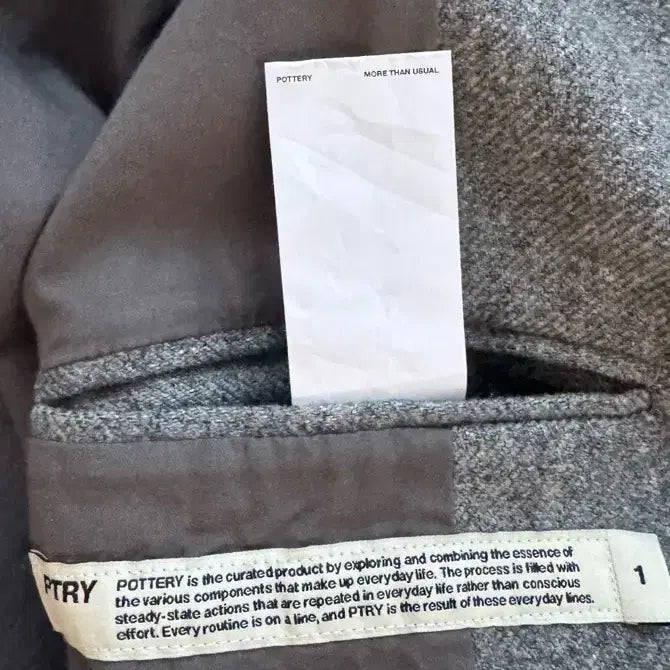 POTTERY MORE THAN USUAL
PTRY
POTTERY is the curated product by exploring and combining the essence of
the various components that make up everyday life. The process is filled with
steady-state actions that are repeated in everyday life rather than conscious
effort. Every routine is on a line, and PTRY is the result of these everyday lines.
1